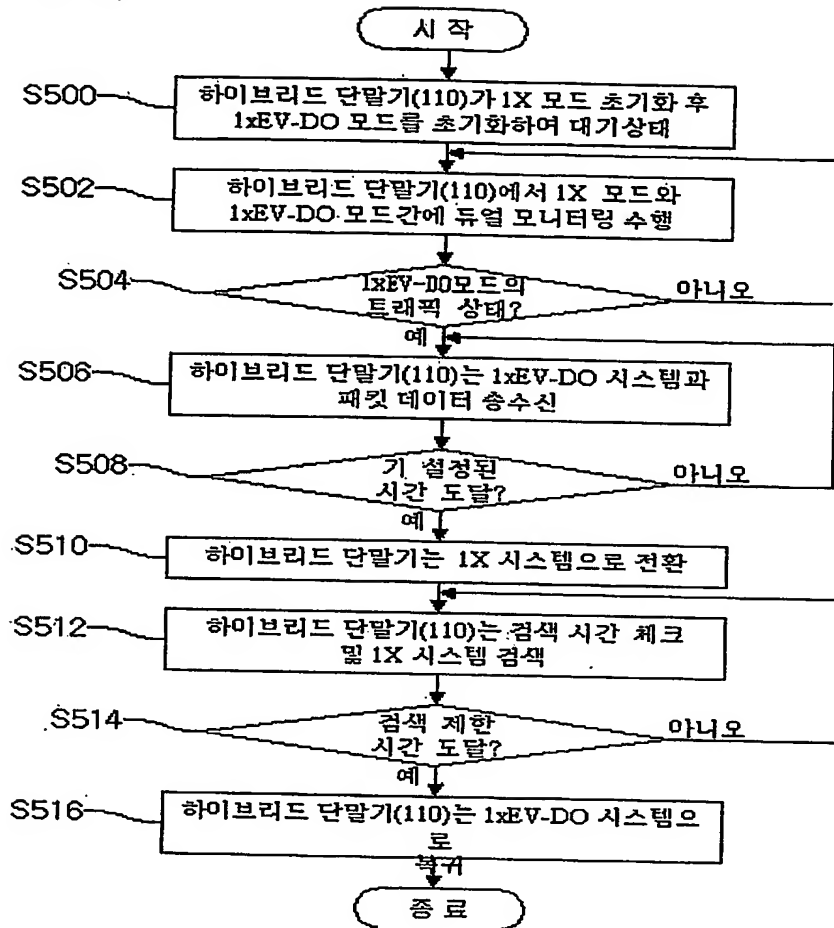 시 작
S500
하이브리드 단말기(110)가 1X 모드 초기화 후
1xEV-DO 모드를 초기화하여 대기상태
S502
하이브리드 단말기(110)에서 1X 모드와
1xEV-DO 모드간에 듀얼 모니터링 수행
S504
1xEV-DO모드의
트래픽 상태?
아니오
예
S506
하이브리드 단말기(110)는 1xEV-DO 시스템과
패킷 데이터 송수신
S508
기 설정된
시간 도달?
아니오
예
S510
하이브리드 단말기는 1X 시스템으로 전환
S512
하이브리드 단말기(110)는 검색 시간 체크
및 1X 시스템 검색
S514
검색 제한
시간 도달?
아니오
예
S516
하이브리드 단말기(110)는 1xEV-DO 시스템으
로
복귀
종 료